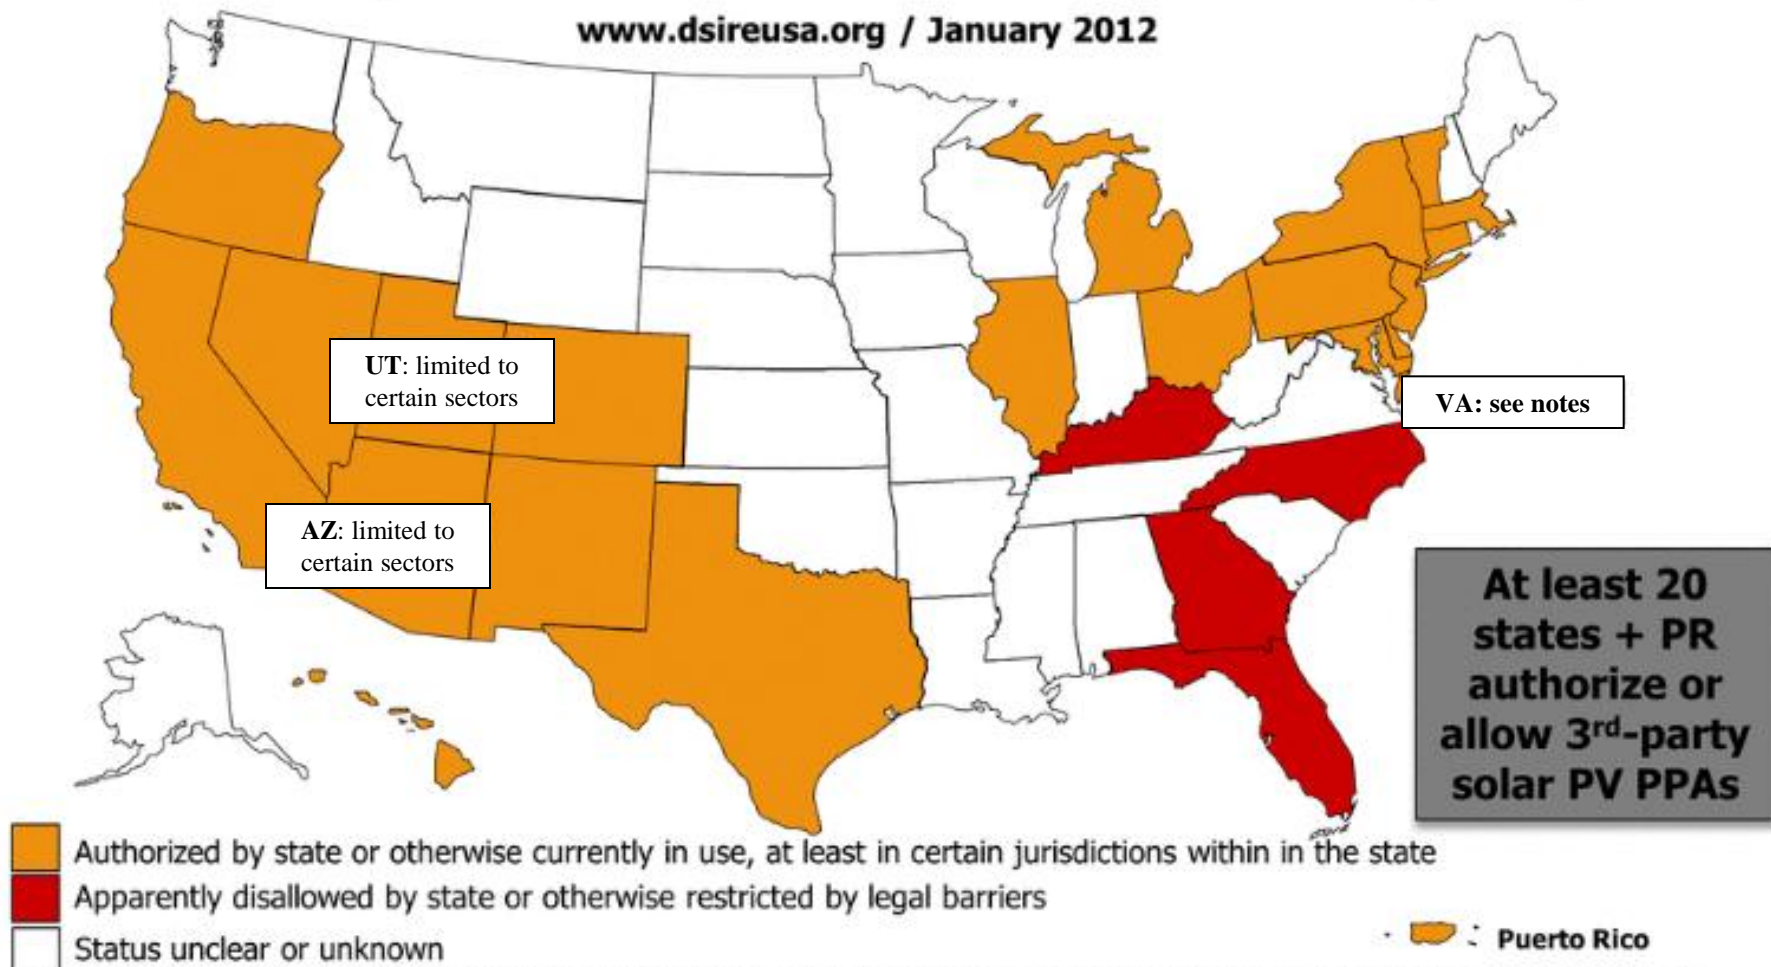 www.dsireusa.org / January 2012
UT: limited to
certain sectors
VA: see notes
AZ: limited to
certain sectors
At least 20
states + PR
authorize or
allow 3rd-party
solar PV PPAs
Authorized by state or otherwise currently in use, at least in certain jurisdictions within in the state
Apparently disallowed by state or otherwise restricted by legal barriers
Status unclear or unknown
Puerto Rico